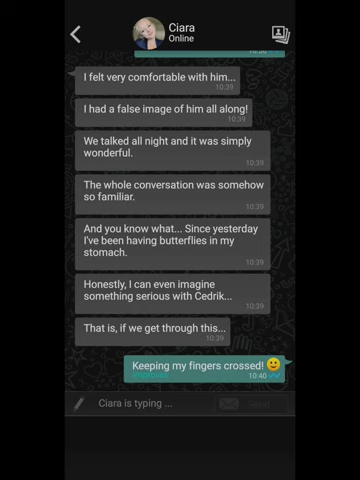 Ciara
Online
I felt very comfortable with him...
10:39
I had a false image of him all along!
10:39
We talked all night and it was simply
wonderful.
10:39
The whole conversation was somehow
so familiar.
10:39
And you know what... Since yesterday
I've been having butterflies in my
stomach.
10:39
Honestly, I can even imagine
something serious with Cedrik...
10:39
That is, if we get through this...
10:39
Keeping my fingers crossed! 🙂
10:40
Ciara is typing ...
Send